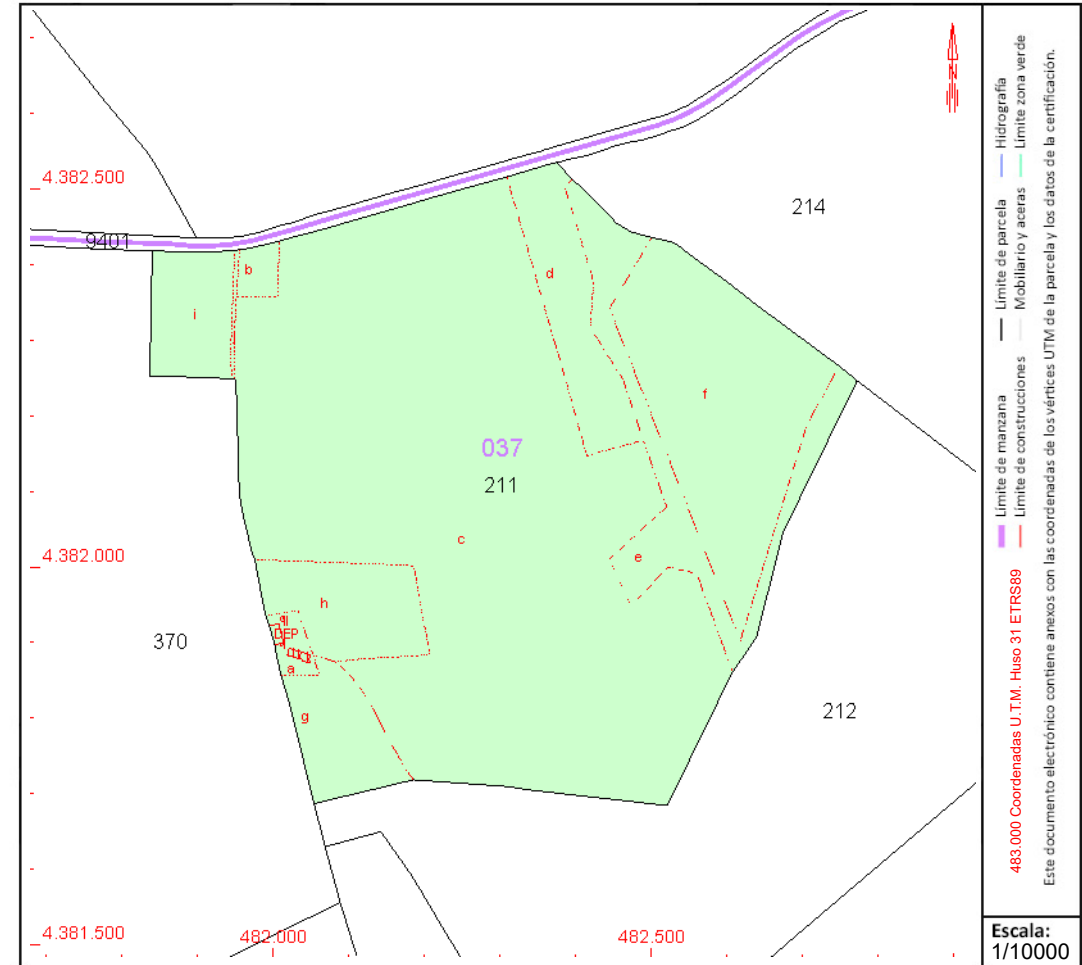 N
4.382.500
214
9401
b
d
i
f
037
211
c
4.382.000
e
h
370
DEP
a
g
212
4.381.500
482.000
482.500
Límite de manzana
Límite de parcela
Hidrografía
Límite de construcciones
Mobiliario y aceras
Límite zona verde
483.000 Coordenadas U.T.M. Huso 31 ETRS89
Este documento electrónico contiene anexos con las coordenadas de los vértices UTM de la parcela y los datos de la certificación.
Escala:
1/10000